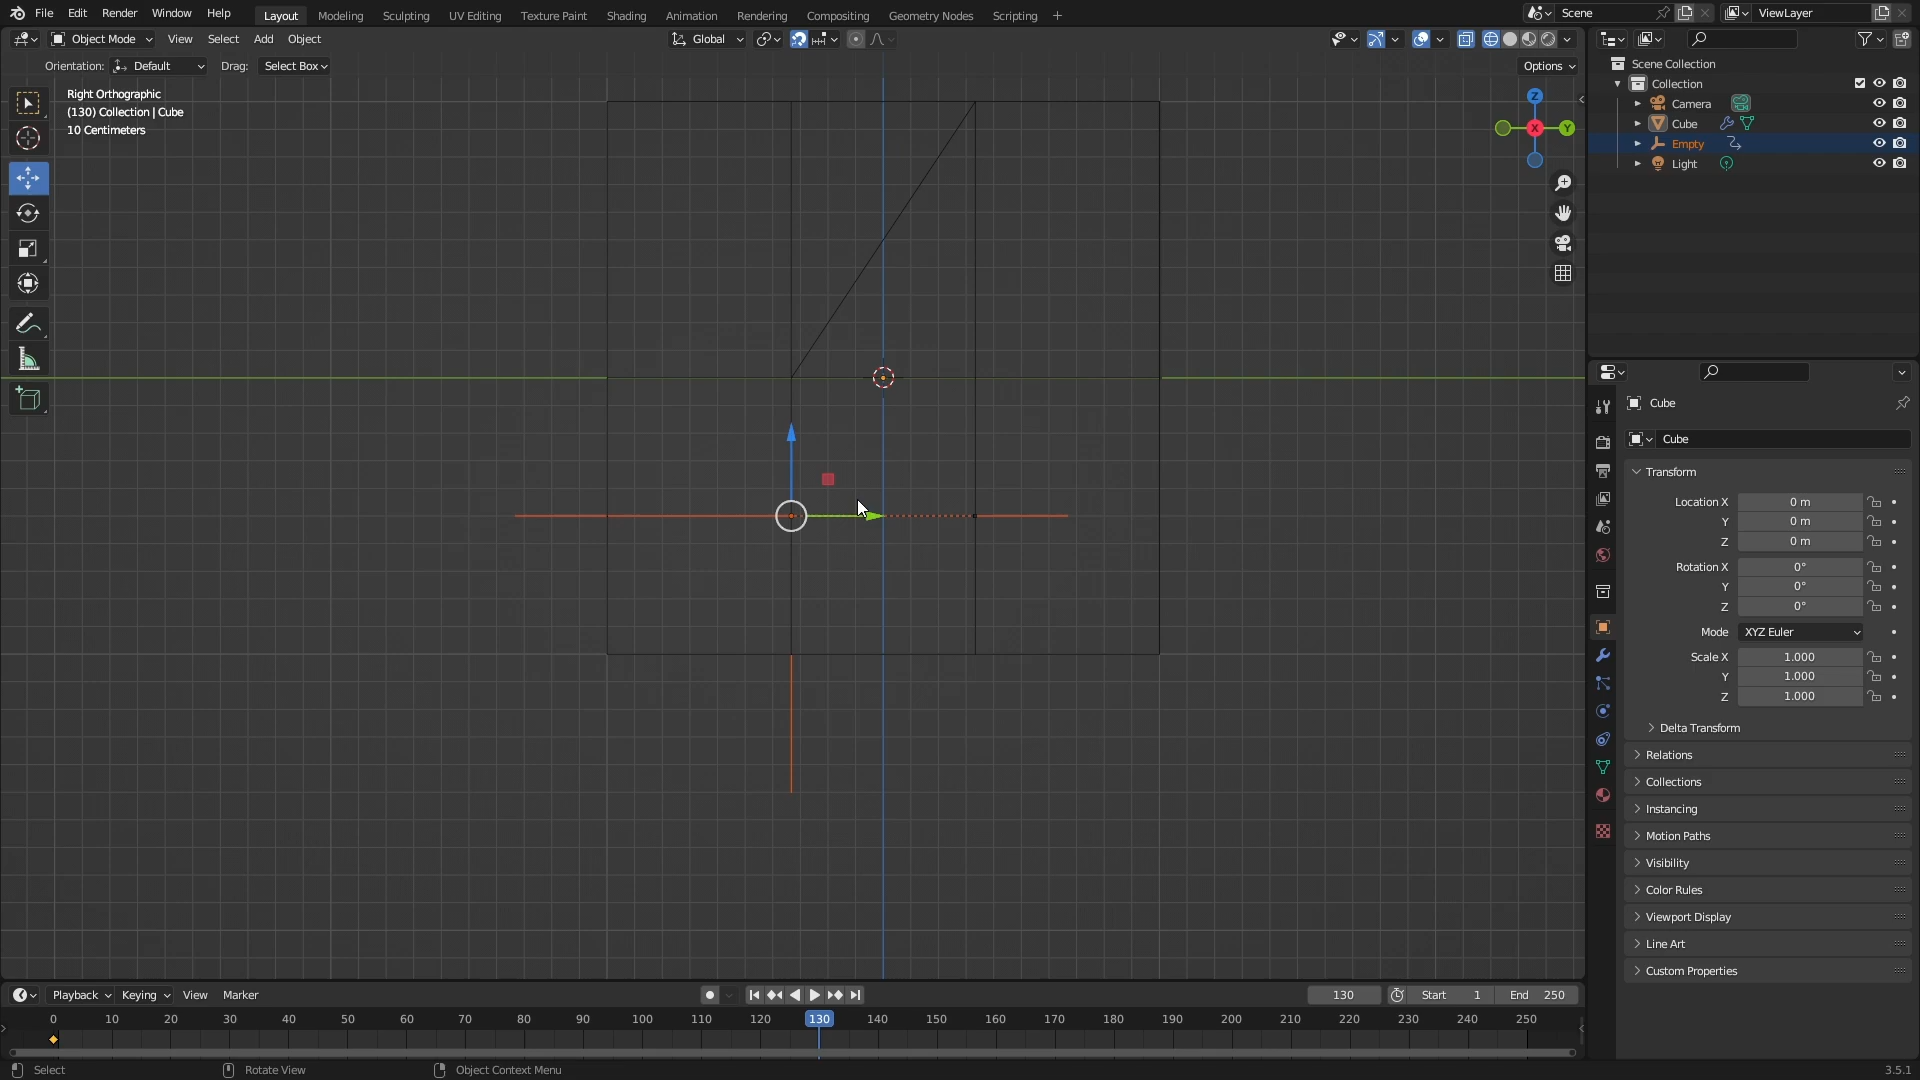 File Edit Render Window Help Layout Modeling Sculpting UV Editing Texture Paint Shading Animation Rendering Compositing Geometry Nodes Scripting + Scene ViewLayer
Object Mode View Select Add Object Global
Orientation: Default Drag: Select Box Options
Right Orthographic
(130) Collection | Cube
10 Centimeters
Z
Y
X
Scene Collection
Collection
Camera
Cube
Empty
Light
Cube
Cube
Transform
Location X 0 m
Y 0 m
Z 0 m
Rotation X 0°
Y 0°
Z 0°
Mode XYZ Euler
Scale X 1.000
Y 1.000
Z 1.000
Delta Transform
Relations
Collections
Instancing
Motion Paths
Visibility
Color Rules
Viewport Display
Line Art
Custom Properties
Playback Keying View Marker 130 Start 1 End 250
0 10 20 30 40 50 60 70 80 90 100 110 120 130 140 150 160 170 180 190 200 210 220 230 240 250
Select Rotate View Object Context Menu 3.5.1